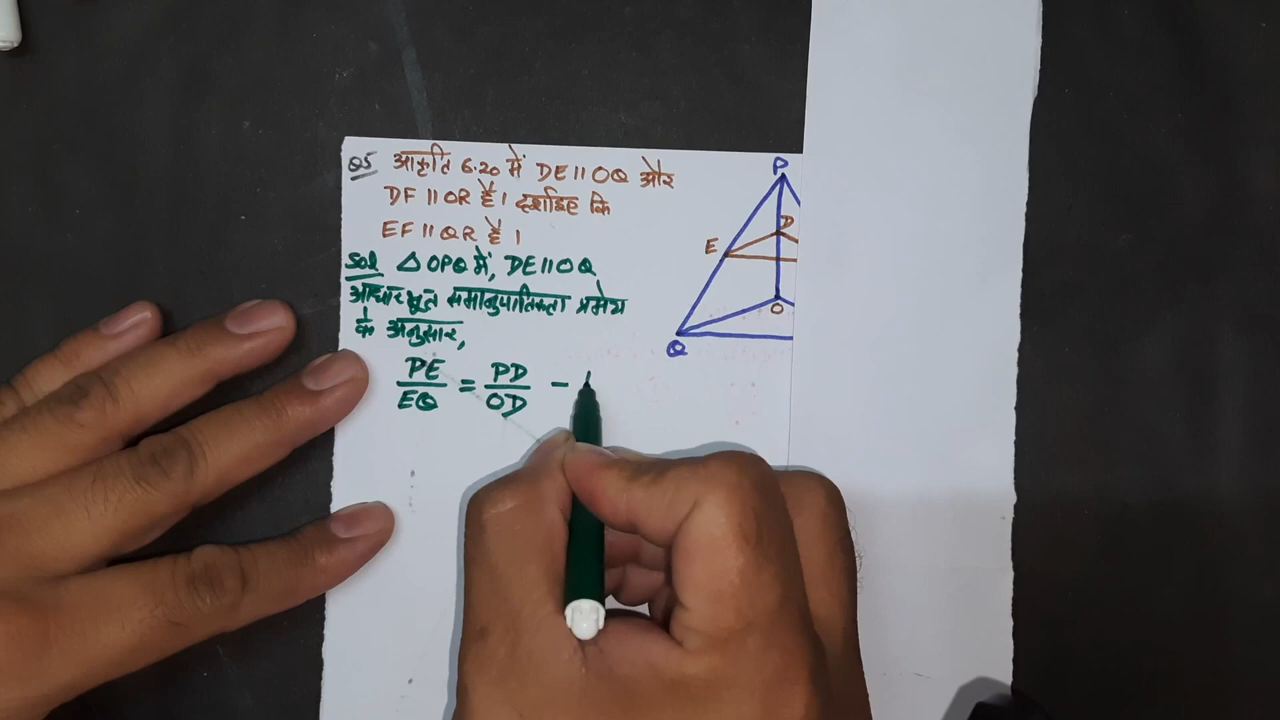 Q5 आकृति 6.20 में DE || OQ और
DF || OR है। दर्शाइए कि
EF || QR है।
Sol △ OPQ में, DE || OQ
आधारभूत समानुपातिकता प्रमेय
के अनुसार,
PE/EQ = PD/OD -
P
D
E
O
Q